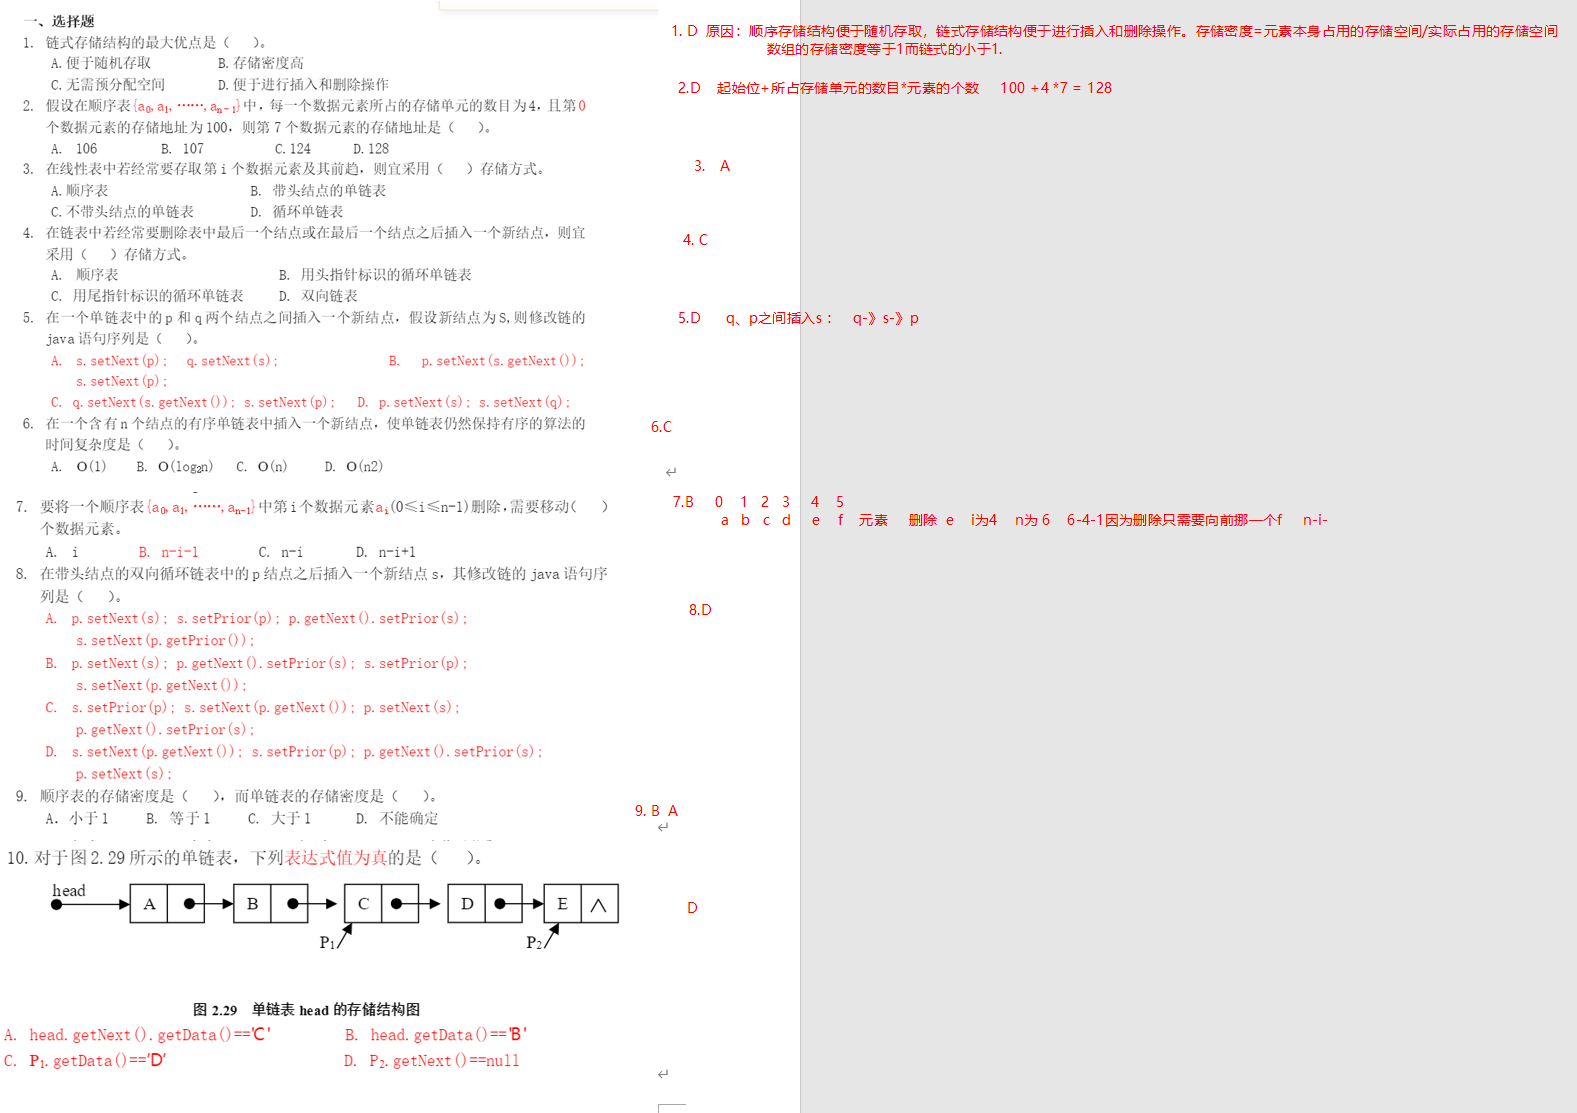 一、选择题
1. 链式存储结构的最大优点是（　　）。
A.便于随机存取　　B.存储密度高
C.无需预分配空间　　D.便于进行插入和删除操作
2. 假设在顺序表{a0,a1,……,an-1}中,每一个数据元素所占的存储单元的数目为4,且第0
个数据元素的存储地址为100，则第 7 个数据元素的存储地址是（　　）。
A. 106　　B. 107　　C.124　　D.128
3. 在线性表中若经常要存取第 i 个数据元素及其前趋，则宜采用（　　）存储方式。
A.顺序表　　B. 带头结点的单链表
C.不带头结点的单链表　　D. 循环单链表
4. 在链表中若经常要删除表中最后一个结点或在最后一个结点之后插入一个新结点，则宜
采用（　　）存储方式。
A. 顺序表　　B. 用头指针标识的循环单链表
C. 用尾指针标识的循环单链表　　D. 双向链表
5. 在一个单链表中的 p 和 q 两个结点之间插入一个新结点，假设新结点为 S,则修改链的
java 语句序列是（　　）。
A. s.setNext(p); q.setNext(s);　　B. p.setNext(s.getNext());
s.setNext(p);
C. q.setNext(s.getNext()); s.setNext(p);　　D. p.setNext(s); s.setNext(q);
6. 在一个含有 n 个结点的有序单链表中插入一个新结点，使单链表仍然保持有序的算法的
时间复杂度是（　　）。
A. O(1)　　B. O(log2n)　　C. O(n)　　D. O(n2)
7. 要将一个顺序表{a0,a1,……,an-1}中第 i 个数据元素ai(0≤i≤n-1)删除,需要移动(　　)
个数据元素。
A. i　　B. n-i-1　　C. n-i　　D. n-i+1
8. 在带头结点的双向循环链表中的 p 结点之后插入一个新结点 s，其修改链的 java 语句序
列是（　　）。
A. p.setNext(s); s.setPrior(p); p.getNext().setPrior(s);
s.setNext(p.getPrior());
B. p.setNext(s); p.getNext().setPrior(s); s.setPrior(p);
s.setNext(p.getNext());
C. s.setPrior(p); s.setNext(p.getNext()); p.setNext(s);
p.getNext().setPrior(s);
D. s.setNext(p.getNext()); s.setPrior(p); p.getNext().setPrior(s);
p.setNext(s);
9. 顺序表的存储密度是（　　），而单链表的存储密度是（　　）。
A．小于 1　　B. 等于 1　　C. 大于 1　　D. 不能确定
10. 对于图 2.29 所示的单链表，下列表达式值为真的是（　　）。
head
A　B　C　D　E　∧
P1　　P2
图 2.29　单链表 head 的存储结构图
A. head.getNext().getData()=='C'　　B. head.getData()=='B'
C. P1.getData()=='D'　　D. P2.getNext()==null
1. D 原因：顺序存储结构便于随机存取，链式存储结构便于进行插入和删除操作。存储密度=元素本身占用的存储空间/实际占用的存储空间
数组的存储密度等于1而链式的小于1.
2.D　起始位+所占存储单元的数目*元素的个数　100 +4 *7 = 128
3. A
4. C
5.D　q、p之间插入s：　q-》s-》p
6.C
7.B　0　1　2　3　4　5
a　b　c　d　e　f　元素　删除 e　i为4　n为 6　6-4-1因为删除只需要向前挪一个f　n-i-
8.D
9. B A
D